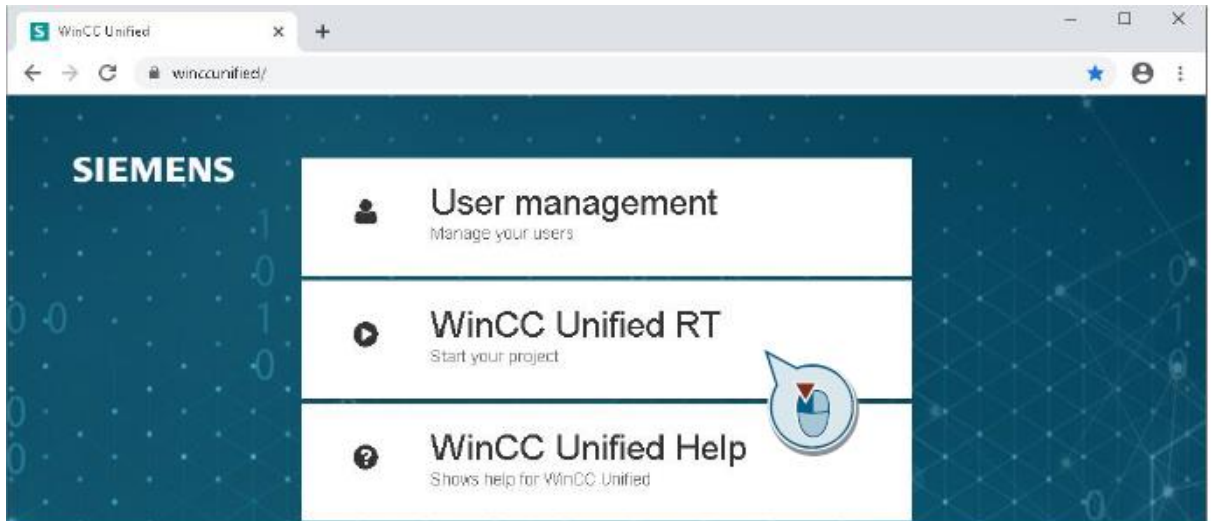 WinCC Unified
winccunified/
SIEMENS
User management
Manage your users
WinCC Unified RT
Start your project
WinCC Unified Help
Shows help for WinCC Unified